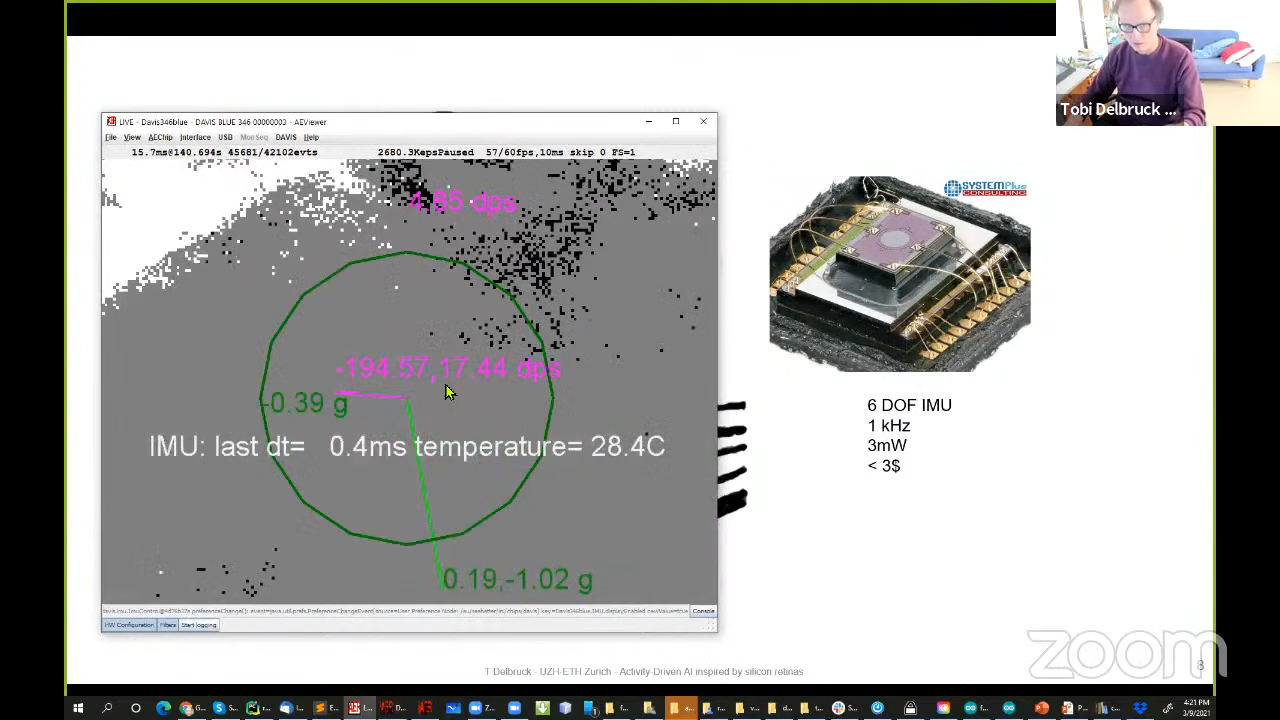 Tobi Delbruck ...
LIVE - Davis346blue - DAVIS BLUE 346 00000003 - AEViewer
File View AEChip Interface USB MonSeq DAVIS Help
15.7ms@140.694s 45681/42102evts 2680.3KepsPaused 57/60fps,10ms skip 0 FS=1
4.85 dps
SYSTEMPlus
CONSULTING
-194.57,17.44 dps
-0.39 g
IMU: last dt= 0.4ms temperature= 28.4C
0.19,-1.02 g
6 DOF IMU
1 kHz
3mW
< 3$
Console
HW Configuration Filters Start logging
T Delbruck - UZH-ETH Zurich - Activity-Driven AI inspired by silicon retinas
8
zoom
4:21 PM
3/9/2021